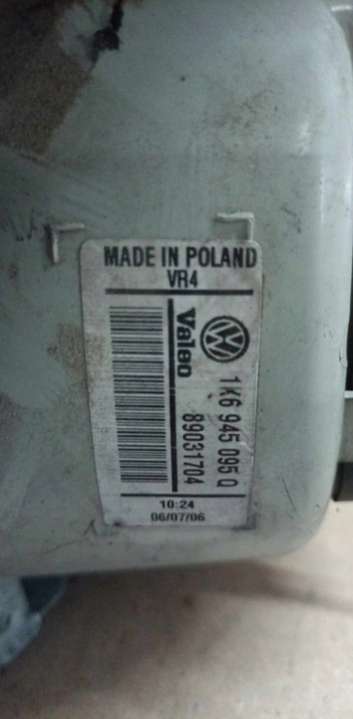 MADE IN POLAND
VR4
Valeo
1K6 945 095 Q
89031704
10:24
06/07/06